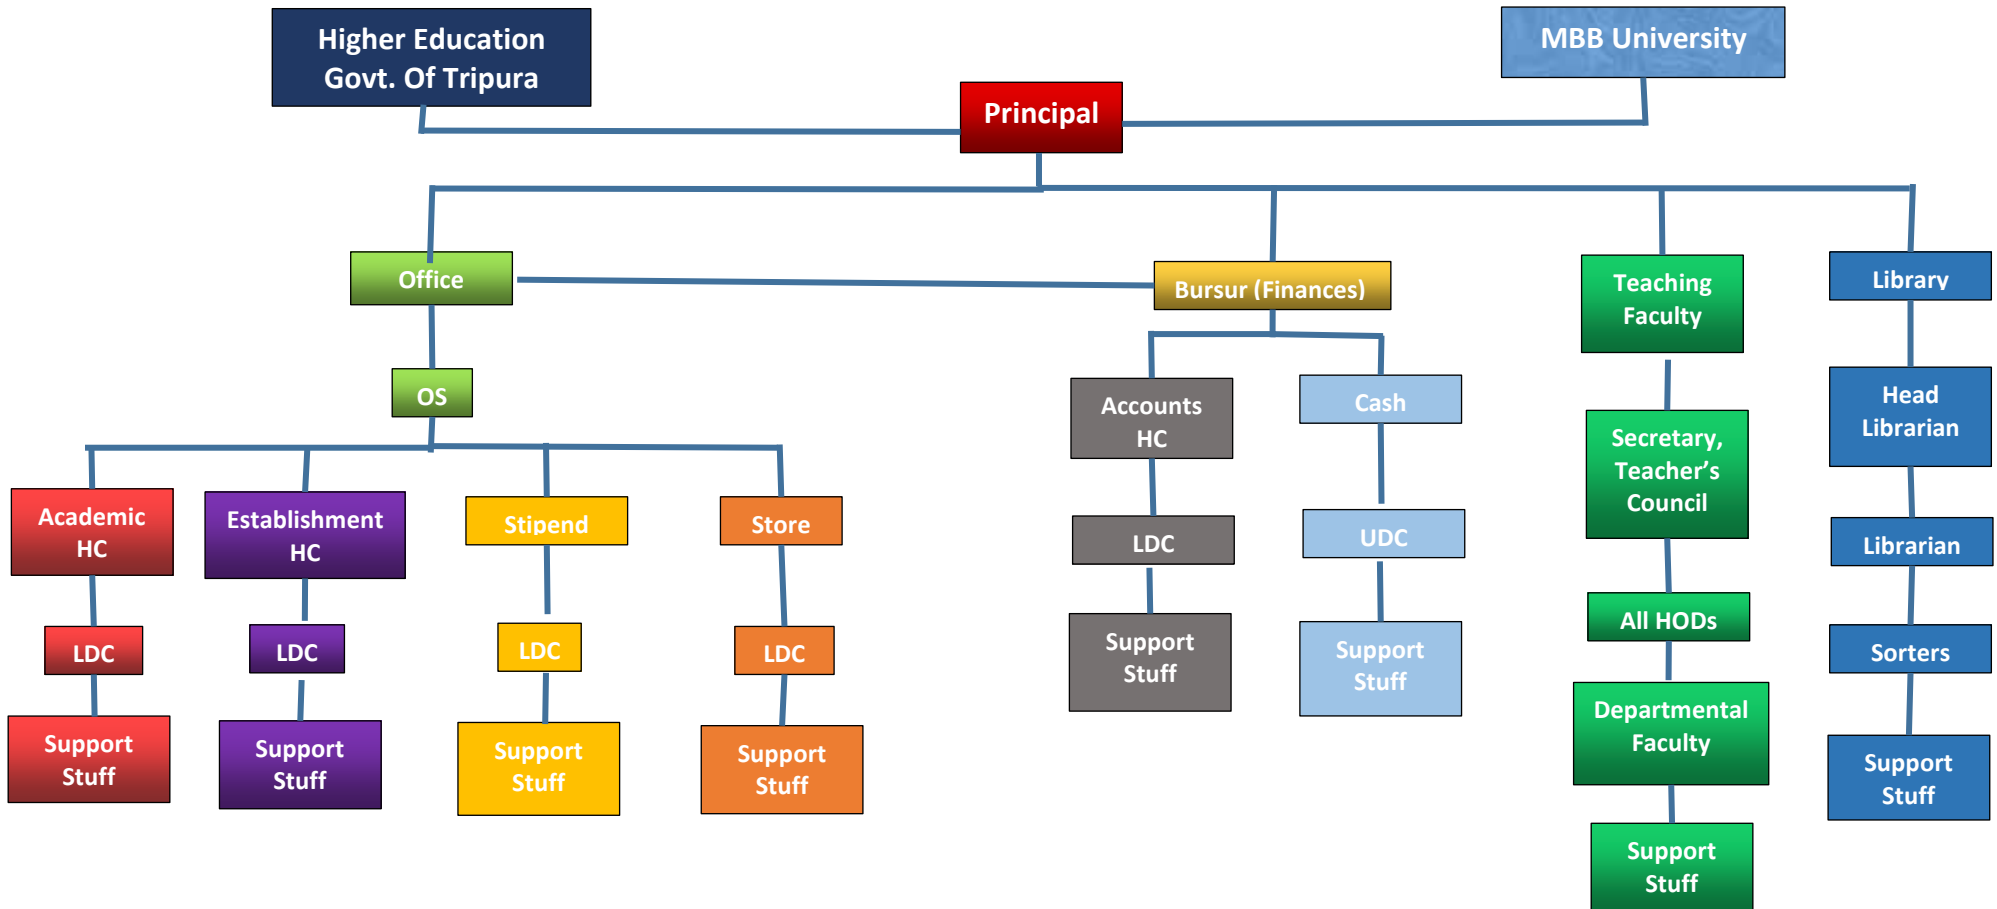 Higher Education
Govt. Of Tripura
MBB University
Principal
Office
Bursur (Finances)
Teaching
Faculty
Library
OS
Accounts
HC
Cash
Secretary,
Teacher’s
Council
Head
Librarian
Academic
HC
Establishment
HC
Stipend
Store
LDC
UDC
Librarian
LDC
LDC
LDC
LDC
Support
Stuff
Support
Stuff
All HODs
Sorters
Support
Stuff
Support
Stuff
Support
Stuff
Support
Stuff
Departmental
Faculty
Support
Stuff
Support
Stuff